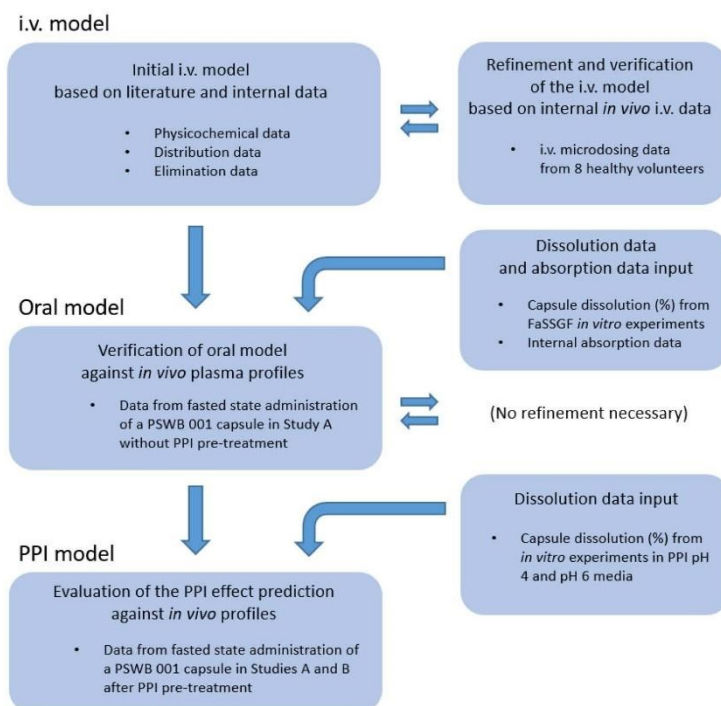 i.v. model
Initial i.v. model
based on literature and internal data
• Physicochemical data
• Distribution data
• Elimination data
Refinement and verification
of the i.v. model
based on internal in vivo i.v. data
• i.v. microdosing data
from 8 healthy volunteers
Dissolution data
and absorption data input
• Capsule dissolution (%) from
FaSSGF in vitro experiments
• Internal absorption data
Oral model
Verification of oral model
against in vivo plasma profiles
• Data from fasted state administration
of a PSWB 001 capsule in Study A
without PPI pre-treatment
(No refinement necessary)
Dissolution data input
• Capsule dissolution (%) from
in vitro experiments in PPI pH
4 and pH 6 media
PPI model
Evaluation of the PPI effect prediction
against in vivo profiles
• Data from fasted state administration of
a PSWB 001 capsule in Studies A and B
after PPI pre-treatment